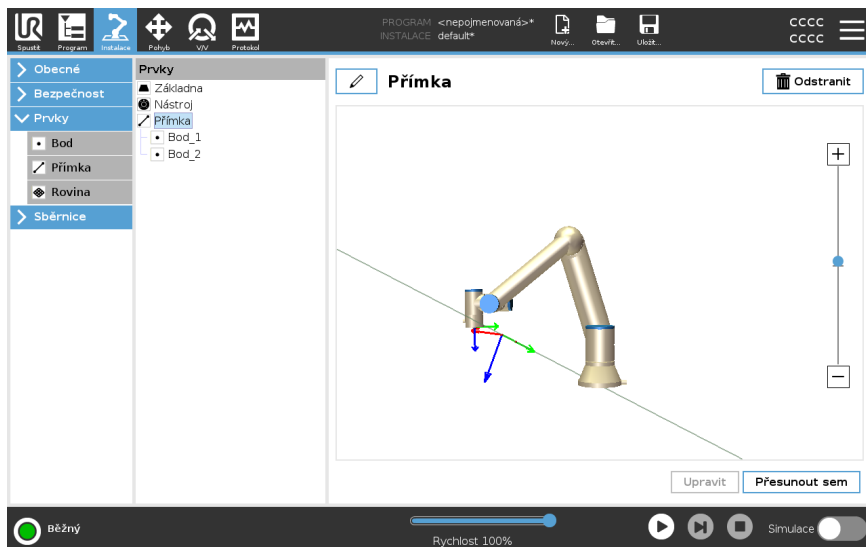 UR
Spustit
Program
Instalace
Pohyb
V/V
Protokol
PROGRAM <nepojmenovaná>*
INSTALACE default*
Nový...
Otevřít...
Uložit...
CCCC
CCCC
Obecné
Bezpečnost
Prvky
Bod
Přímka
Rovina
Sběrnice
Prvky
Základna
Nástroj
Přímka
Bod_1
Bod_2
Přímka
Odstranit
Upravit
Přesunout sem
Běžný
Rychlost 100%
Simulace